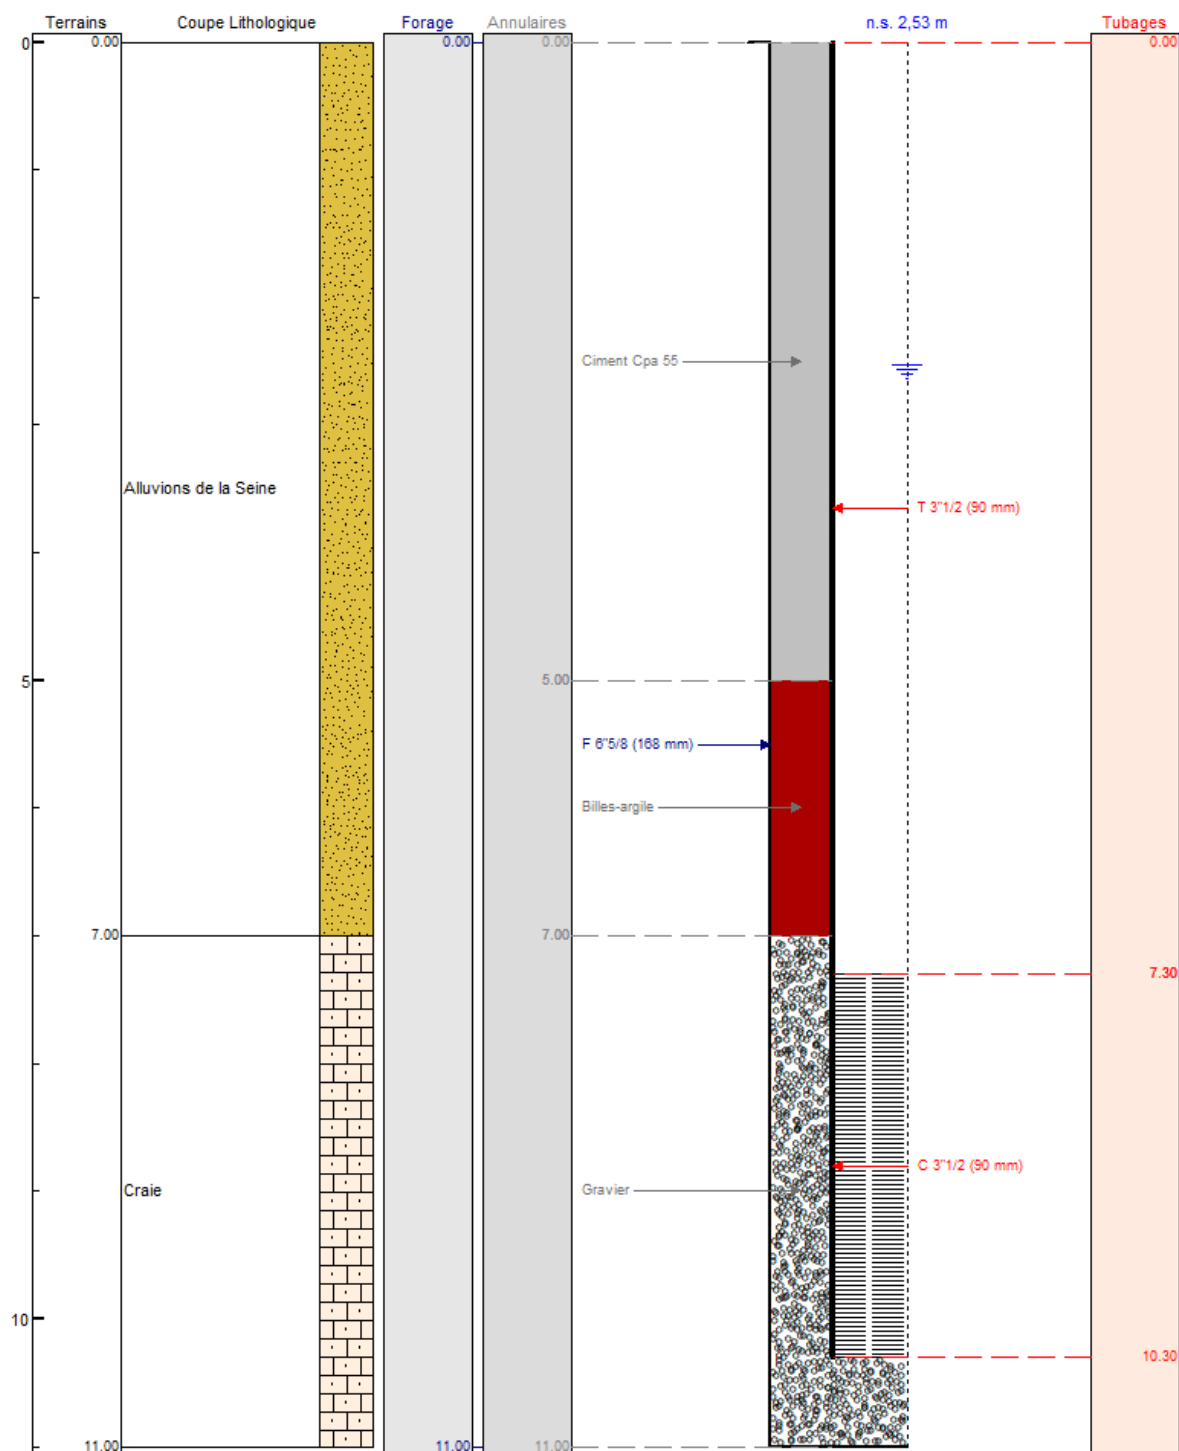 Terrains Coupe Lithologique Forage Annulaires n.s. 2,53 m Tubages
0 0.00 0.00 0.00 0.00
Ciment Cpa 55
Alluvions de la Seine
T 3"1/2 (90 mm)
5 5.00
F 6"5/8 (168 mm)
Billes-argile
7.00 7.00
7.30
C 3"1/2 (90 mm)
Craie Gravier
10
10.30
11.00 11.00 11.00